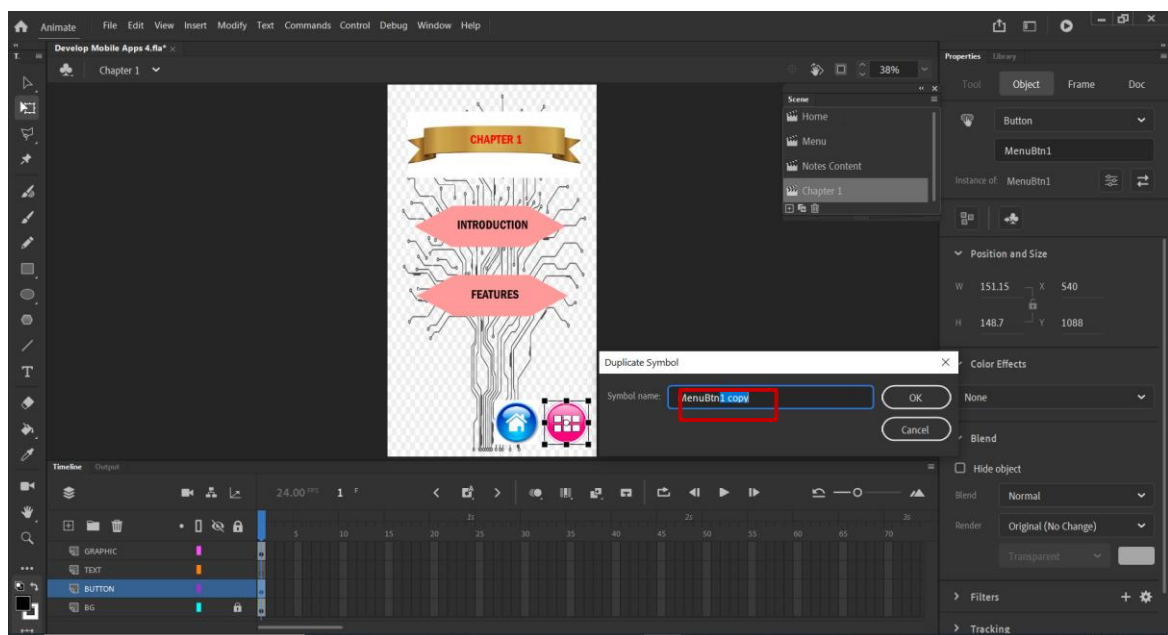 Animate File Edit View Insert Modify Text Commands Control Debug Window Help
Develop Mobile Apps 4.fla* ×
Chapter 1
38%
CHAPTER 1
INTRODUCTION
FEATURES
Scene
Home
Menu
Notes Content
Chapter 1
Properties Library
Tool Object Frame Doc
Button
MenuBtn1
Instance of: MenuBtn1
Position and Size
W 151.15 X 540
H 148.7 Y 1088
Color Effects
None
Blend
Hide object
Blend Normal
Render Original (No Change)
Transparent
Filters
Tracking
Duplicate Symbol
Symbol name: MenuBtn1 copy
OK
Cancel
Timeline Output
24.00 FPS 1 F
1s 2s 3s
5 10 15 20 25 30 35 40 45 50 55 60 65 70
GRAPHIC
TEXT
BUTTON
BG